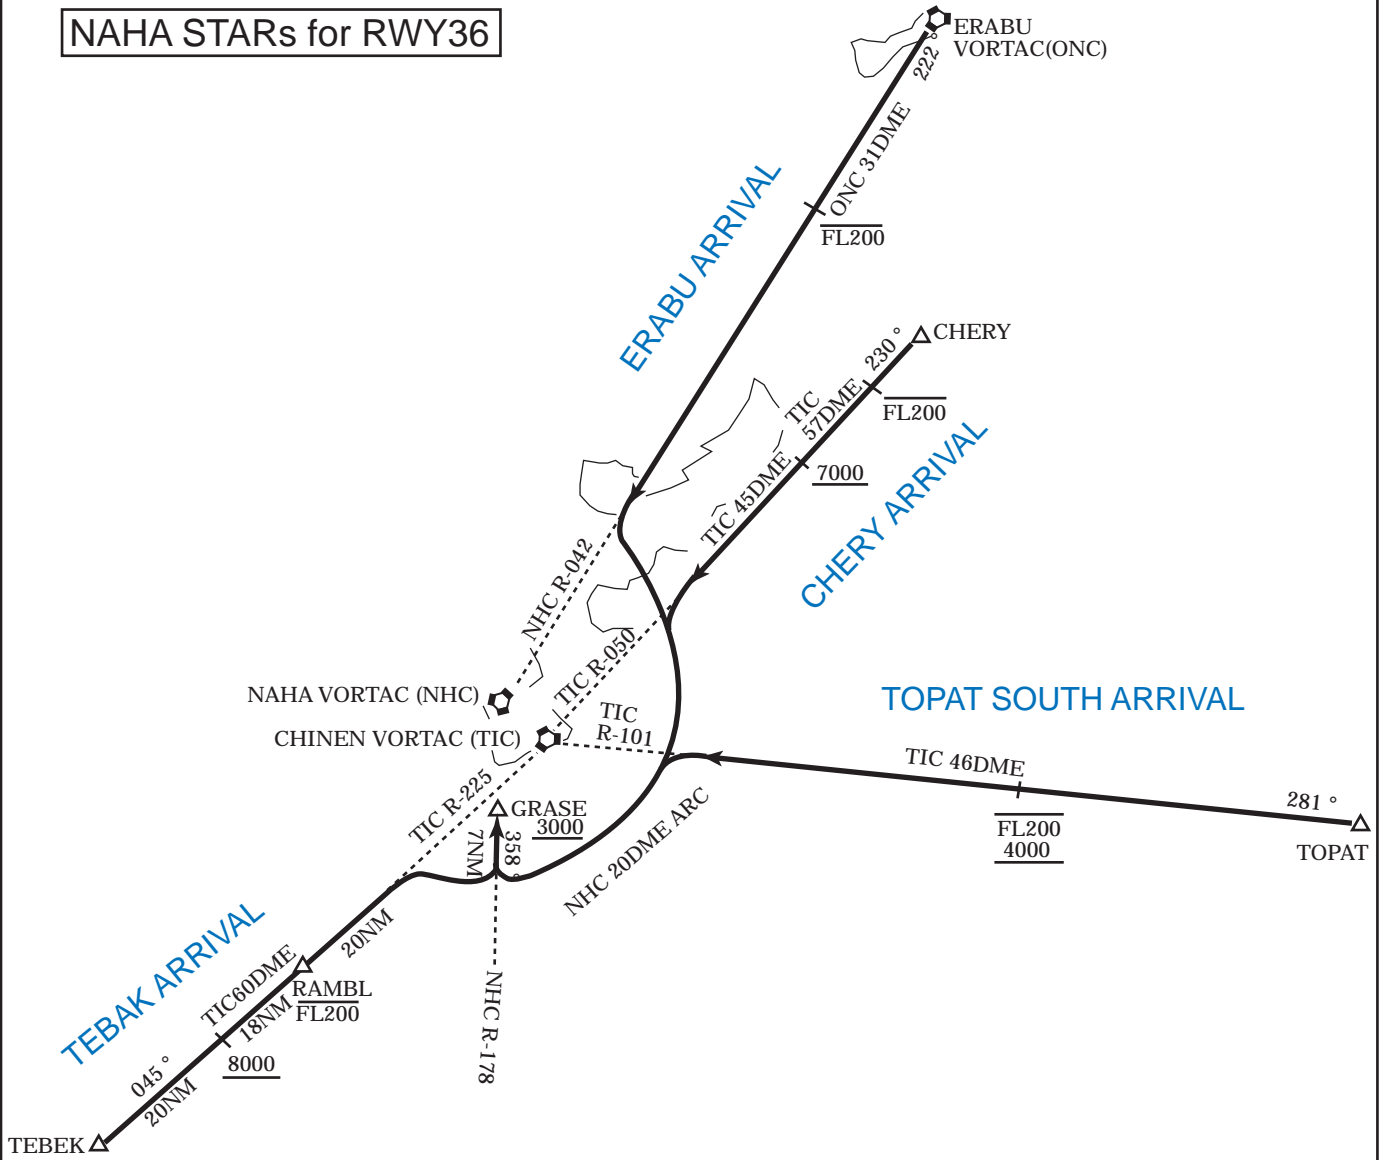 NAHA STARs for RWY36
ERABU
VORTAC(ONC)
222°
ONC 31DME
FL200
ERABU ARRIVAL
CHERY
230°
TIC
57DME
FL200
TIC 45DME
7000
CHERY ARRIVAL
NHC R-042
TIC R-050
NAHA VORTAC (NHC)
CHINEN VORTAC (TIC)
TIC
R-101
TOPAT SOUTH ARRIVAL
TIC 46DME
FL200
4000
281°
TOPAT
TIC R-225
GRASE
3000
7NM
358°
NHC 20DME ARC
NHC R-178
TEBAK ARRIVAL
20NM
RAMBL
FL200
TIC60DME
18NM
8000
045°
20NM
TEBEK